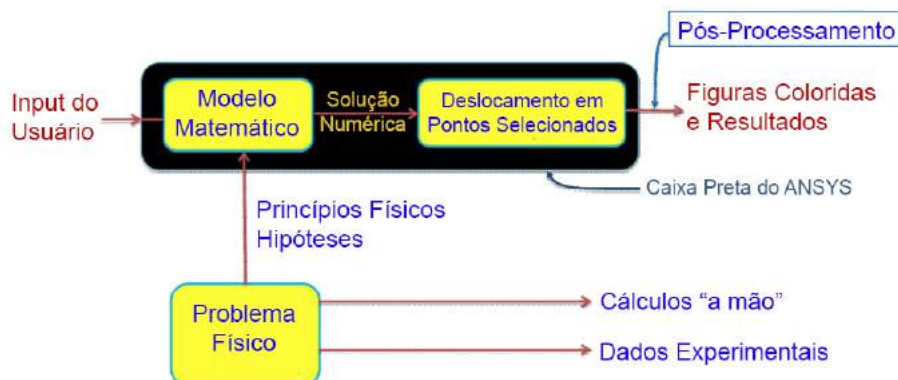 Pós-Processamento
Input do
Usuário
Modelo
Matemático
Solução
Numérica
Deslocamento em
Pontos Selecionados
Figuras Coloridas
e Resultados
Caixa Preta do ANSYS
Princípios Físicos
Hipóteses
Problema
Físico
Cálculos “a mão”
Dados Experimentais